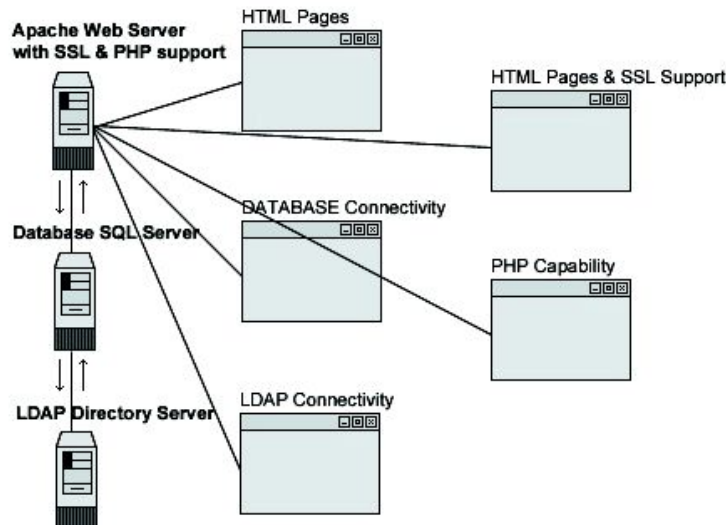 Apache Web Server
with SSL & PHP support
HTML Pages
HTML Pages & SSL Support
DATABASE Connectivity
Database SQL Server
PHP Capability
LDAP Connectivity
LDAP Directory Server